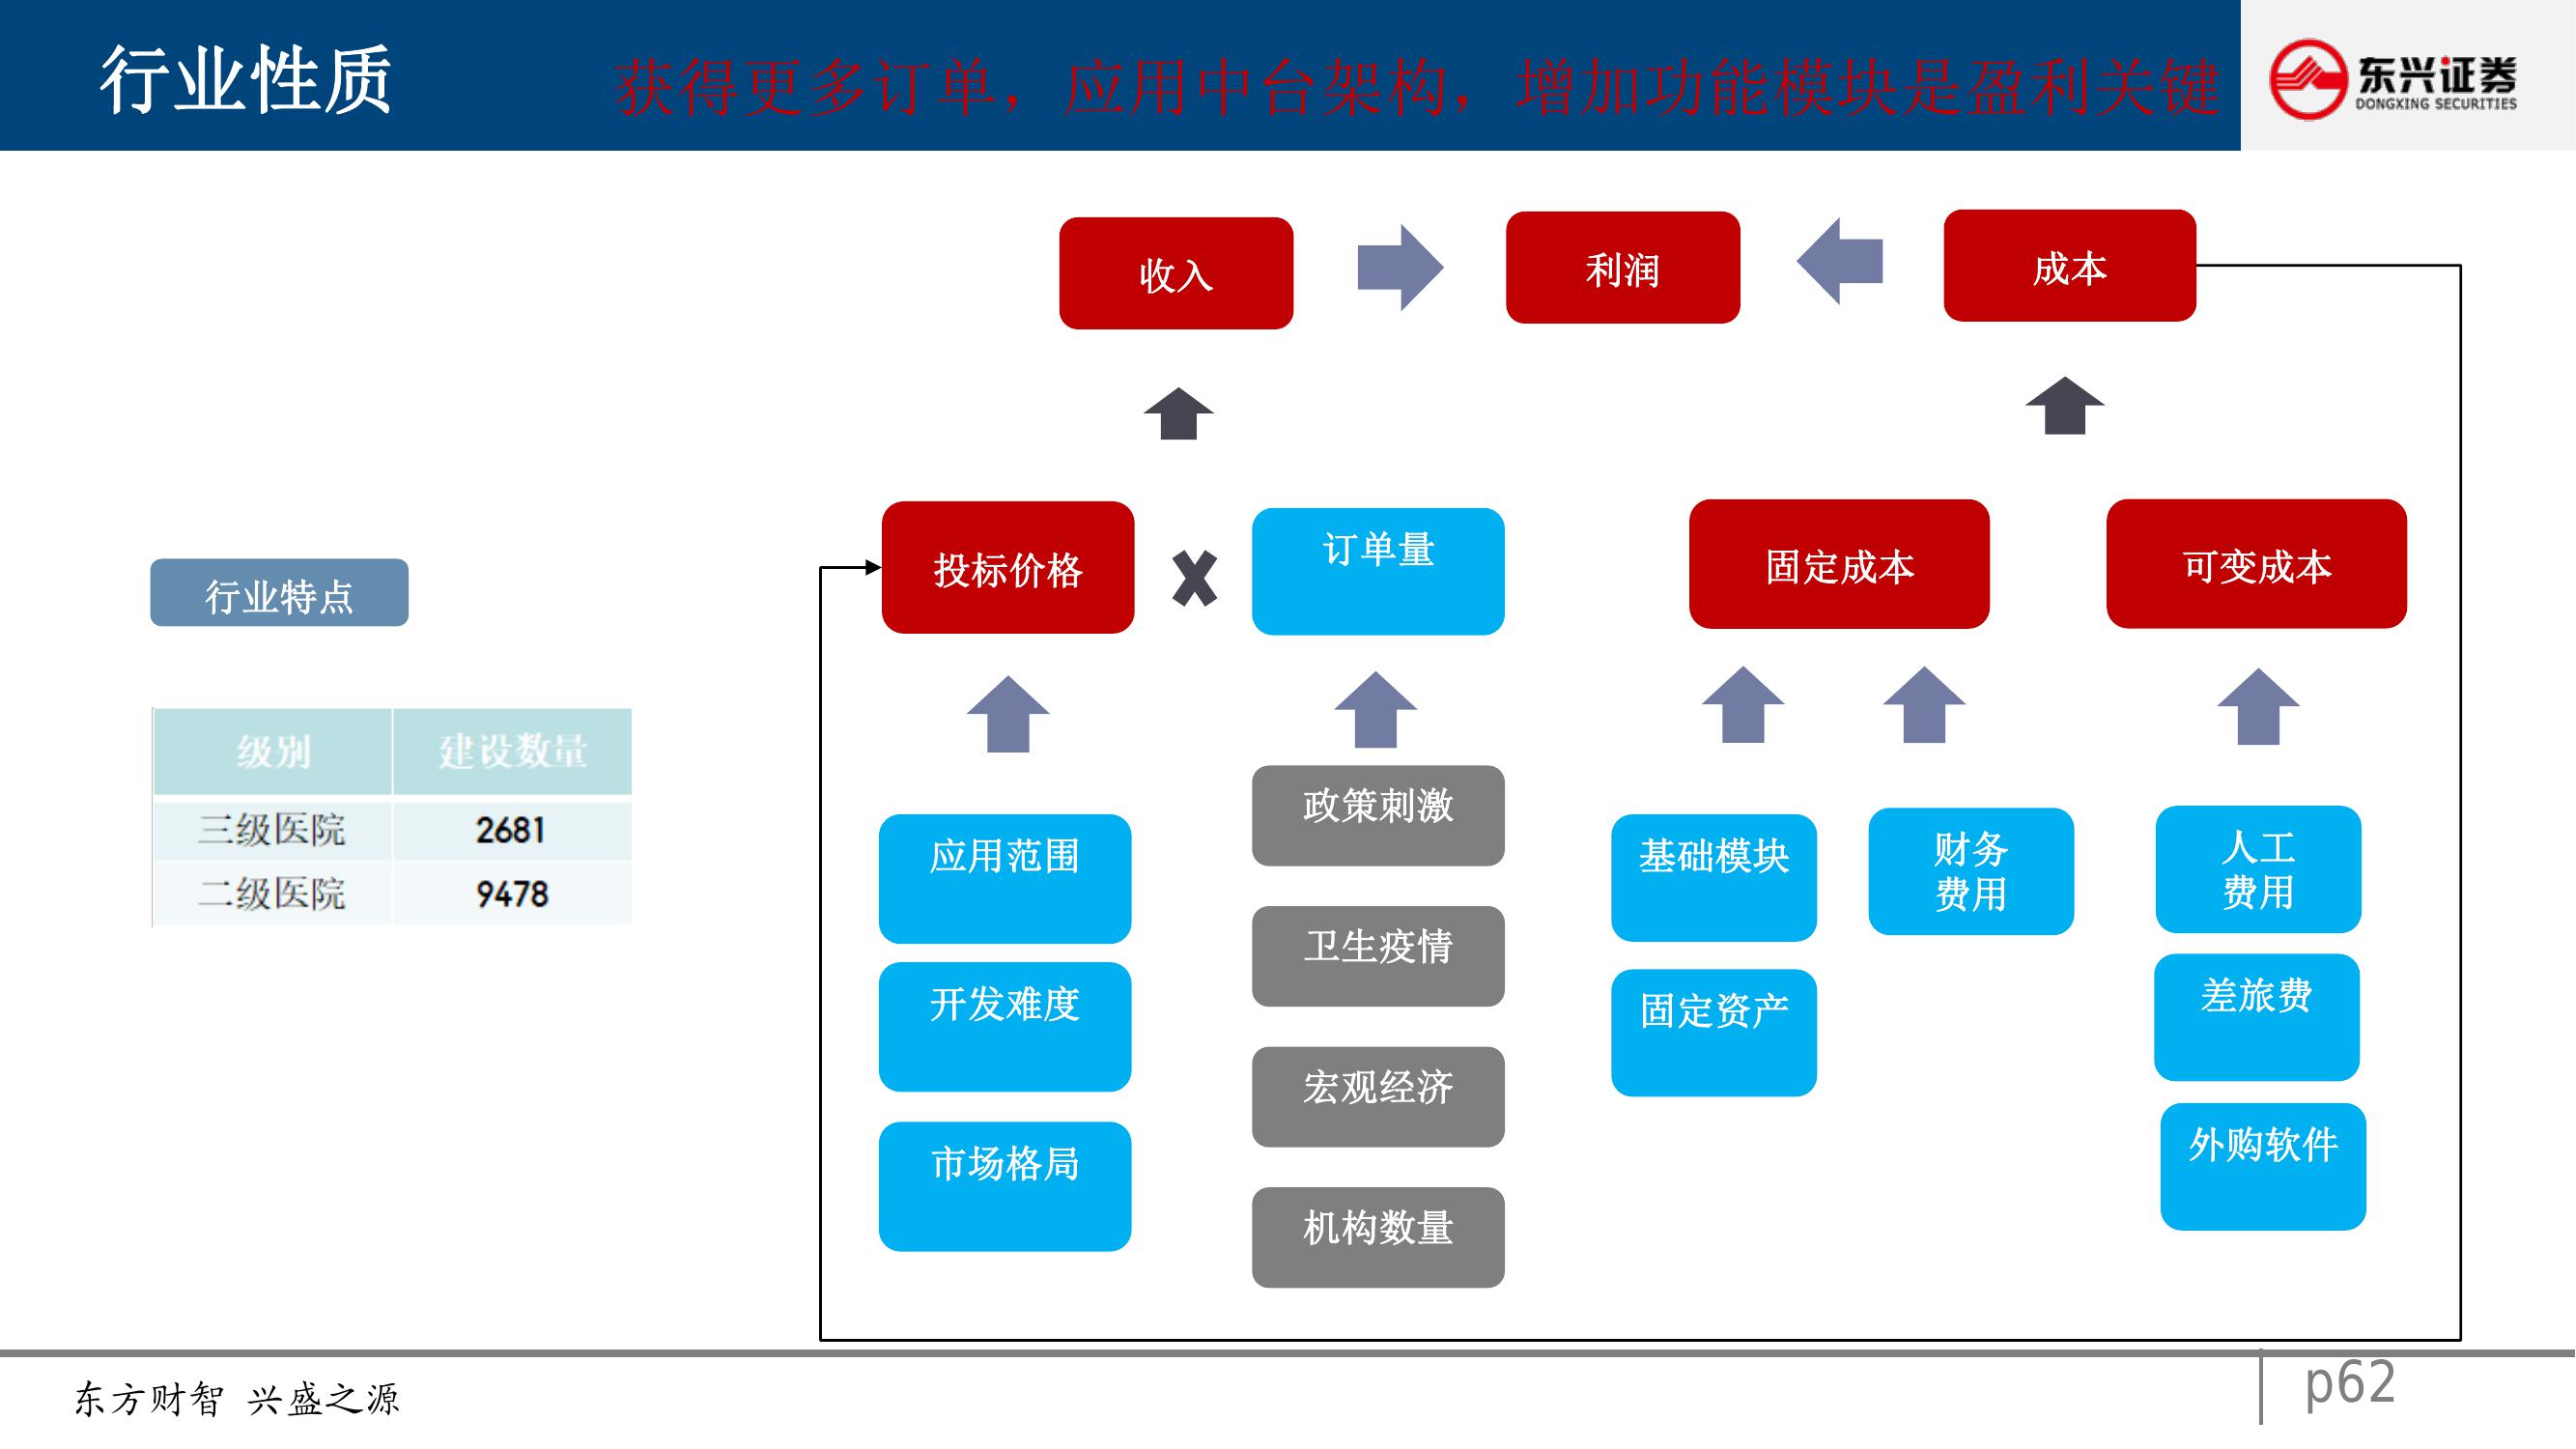 行业性质
获得更多订单，应用中台架构，增加功能模块是盈利关键
东兴证券
DONGXING SECURITIES
收入
利润
成本
投标价格
X
订单量
固定成本
可变成本
行业特点
级别 建设数量
三级医院 2681
二级医院 9478
应用范围
开发难度
市场格局
政策刺激
卫生疫情
宏观经济
机构数量
基础模块
固定资产
财务
费用
人工
费用
差旅费
外购软件
东方财智 兴盛之源
p62